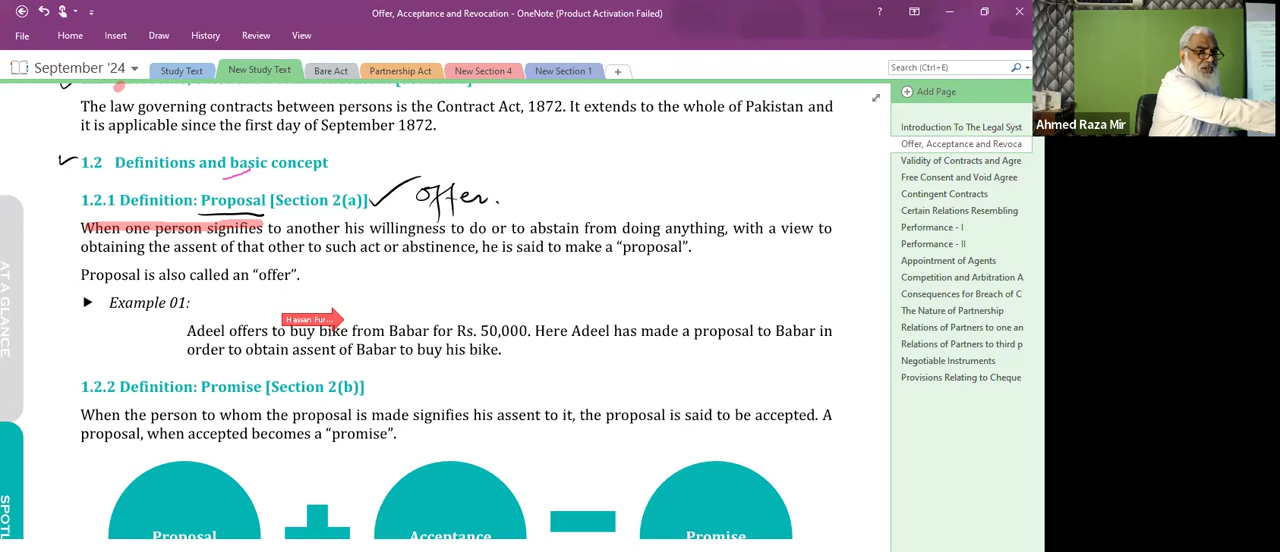 Offer, Acceptance and Revocation - OneNote (Product Activation Failed)
?
File Home Insert Draw History Review View
September '24
Study Text New Study Text Bare Act Partnership Act New Section 4 New Section 1 +
Search (Ctrl+E)
Add Page
Ahmed Raza Mir
Introduction To The Legal Syst
Offer, Acceptance and Revoca
Validity of Contracts and Agre
Free Consent and Void Agree
Contingent Contracts
Certain Relations Resembling
Performance - I
Performance - II
Appointment of Agents
Competition and Arbitration A
Consequences for Breach of C
The Nature of Partnership
Relations of Partners to one an
Relations of Partners to third p
Negotiable Instruments
Provisions Relating to Cheque
The law governing contracts between persons is the Contract Act, 1872. It extends to the whole of Pakistan and
it is applicable since the first day of September 1872.
1.2 Definitions and basic concept
1.2.1 Definition: Proposal [Section 2(a)] offer.
When one person signifies to another his willingness to do or to abstain from doing anything, with a view to
obtaining the assent of that other to such act or abstinence, he is said to make a “proposal”.
Proposal is also called an “offer”.
Example 01:
Hassan Fur...
Adeel offers to buy bike from Babar for Rs. 50,000. Here Adeel has made a proposal to Babar in
order to obtain assent of Babar to buy his bike.
1.2.2 Definition: Promise [Section 2(b)]
When the person to whom the proposal is made signifies his assent to it, the proposal is said to be accepted. A
proposal, when accepted becomes a “promise”.
Proposal Acceptance Promise
AT A GLANCE
SPOTL